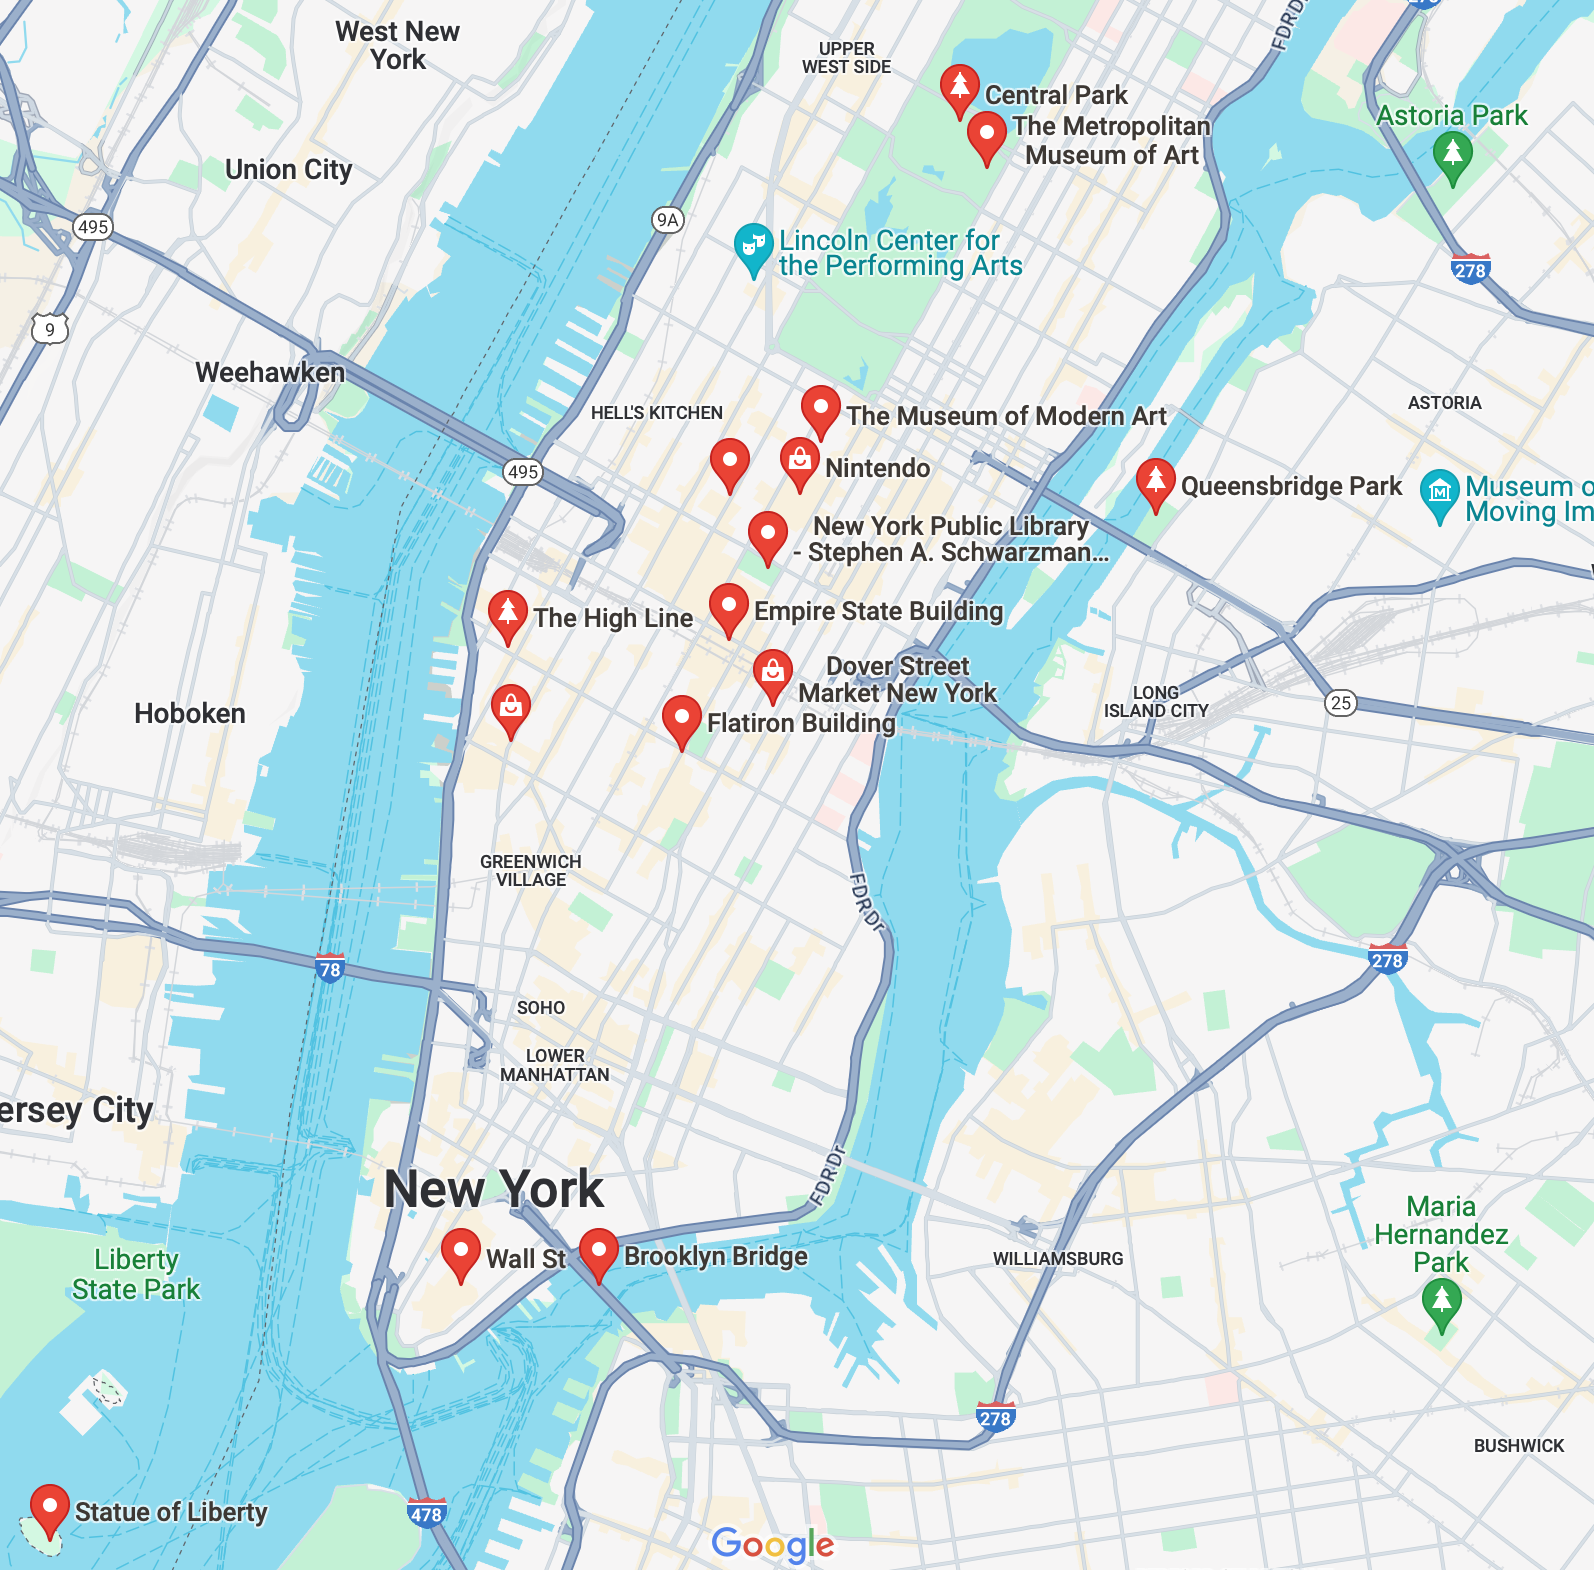 West New
York
UPPER
WEST SIDE
FDR D
278
Central Park
The Metropolitan
Museum of Art
Astoria Park
Union City
495
9A
Lincoln Center for
the Performing Arts
278
9
Weehawken
HELL'S KITCHEN
The Museum of Modern Art
ASTORIA
495
Nintendo
Queensbridge Park
Museum o
Moving Im
New York Public Library
- Stephen A. Schwarzman...
The High Line
Empire State Building
Dover Street
Market New York
LONG
ISLAND CITY
25
Hoboken
Flatiron Building
GREENWICH
VILLAGE
FDR Dr
78
278
SOHO
LOWER
MANHATTAN
ersey City
FDR Dr
New York
Maria
Hernandez
Park
Liberty
State Park
Wall St
Brooklyn Bridge
WILLIAMSBURG
278
BUSHWICK
Statue of Liberty
478
Google